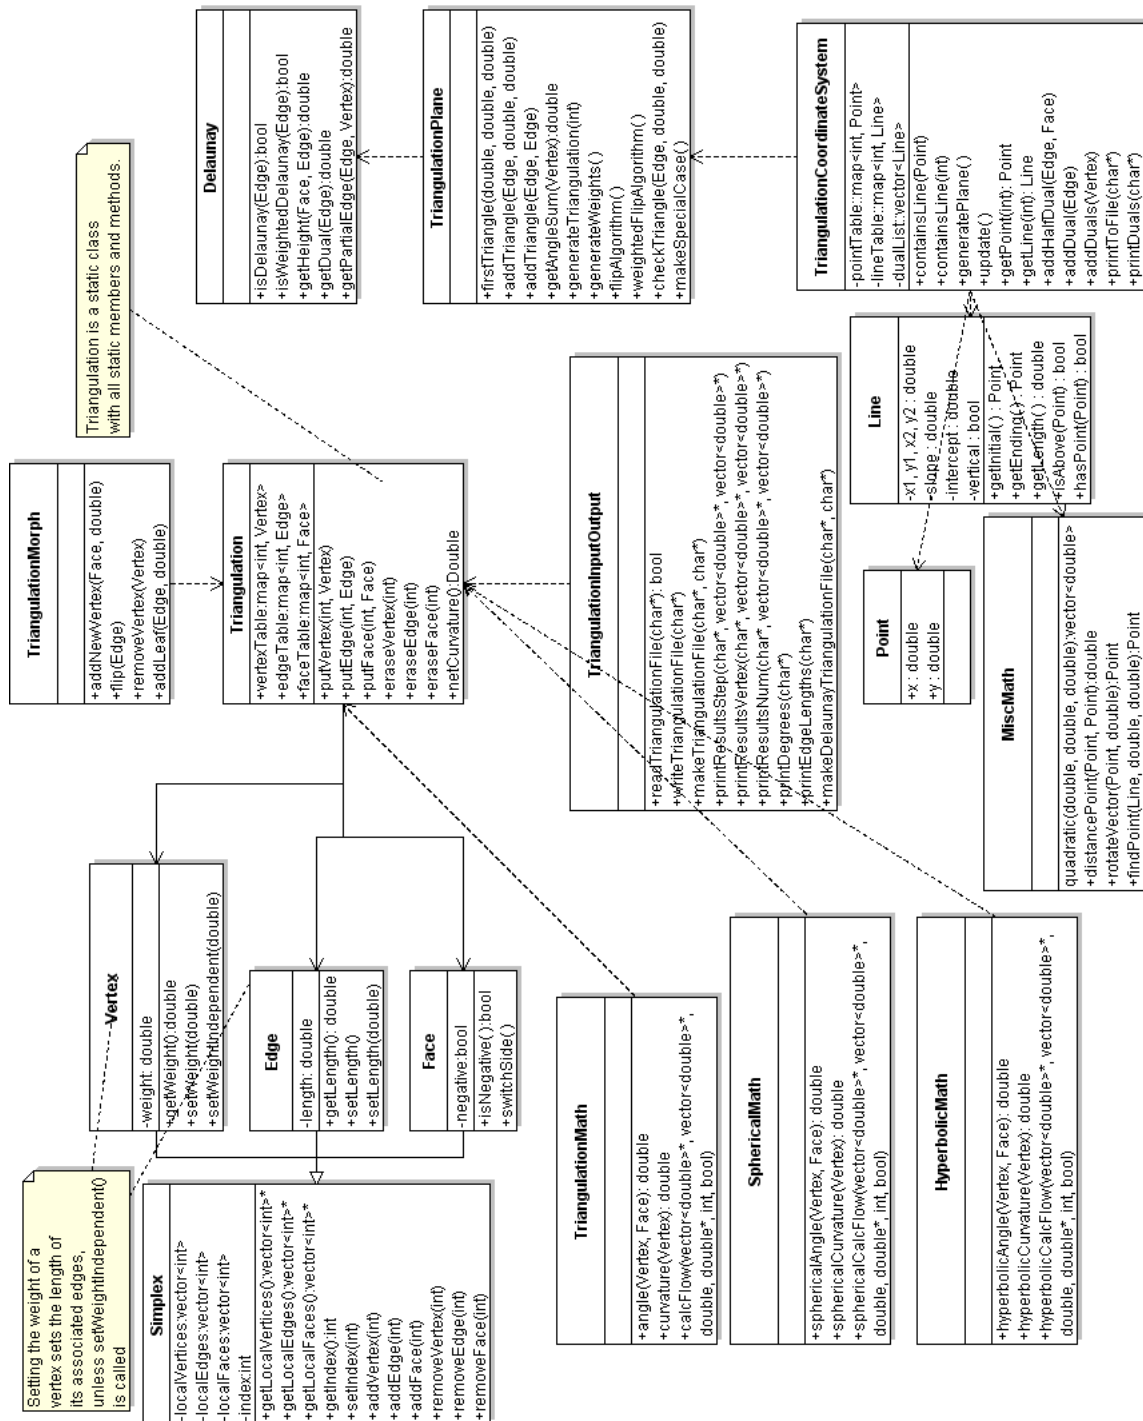 Setting the weight of a
vertex sets the length of
its associated edges,
unless setWeightIndependent()
is called
Simplex
-localVertices:vector<int>
-localEdges:vector<int>
-localFaces:vector<int>
-index:int
+getLocalVertices():vector<int>*
+getLocalEdges():vector<int>*
+getLocalFaces():vector<int>*
+getIndex():int
+setIndex(int)
+addVertex(int)
+addEdge(int)
+addFace(int)
+removeVertex(int)
+removeEdge(int)
+removeFace(int)
Vertex
-weight: double
+getWeight():double
+setWeight(double)
+setWeightIndependent(double)
Edge
-length: double
+getLength(): double
+setLength()
+setLength(double)
Face
-negative:bool
+isNegative():bool
+switchSide()
TriangulationMath
+angle(Vertex, Face): double
+curvature(Vertex): double
+calcFlow(vector<double>*, vector<double>*,
double, double*, int, bool)
SphericalMath
+sphericalAngle(Vertex, Face): double
+sphericalCurvature(Vertex): double
+sphericalCalcFlow(vector<double>*, vector<double>*,
double, double*, int, bool)
HyperbolicMath
+hyperbolicAngle(Vertex, Face): double
+hyperbolicCurvature(Vertex): double
+hyperbolicCalcFlow(vector<double>*, vector<double>*,
double, double*, int, bool)
TriangulationMorph
+addNewVertex(Face, double)
+flip(Edge)
+removeVertex(Vertex)
+addLeaf(Edge, double)
Triangulation
+vertexTable:map<int, Vertex>
+edgeTable:map<int, Edge>
+faceTable:map<int, Face>
+putVertex(int, Vertex)
+putEdge(int, Edge)
+putFace(int, Face)
+eraseVertex(int)
+eraseEdge(int)
+eraseFace(int)
+netCurvature():Double
TriangulationInputOutput
+readTriangulationFile(char*): bool
+writeTriangulationFile(char*)
+makeTriangulationFile(char*, char*)
+printResultsStep(char*, vector<double>*, vector<double>*)
+printResultsVertex(char*, vector<double>*, vector<double>*)
+printResultsNum(char*, vector<double>*, vector<double>*)
+printDegrees(char*)
+printEdgeLengths(char*)
+makeDelaunayTriangulationFile(char*, char*)
Point
+x : double
+y : double
MiscMath
quadratic(double, double, double):vector<double>
+distancePoint(Point, Point):double
+rotateVector(Point, double):Point
+findPoint(Line, double, double):Point
Triangulation is a static class
with all static members and methods.
Delaunay
+isDelaunay(Edge):bool
+isWeightedDelaunay(Edge):bool
+getHeight(Face, Edge):double
+getDual(Edge):double
+getPartialEdge(Edge, Vertex):double
TriangulationPlane
+firstTriangle(double, double, double)
+addTriangle(Edge, double, double)
+addTriangle(Edge, Edge)
+getAngleSum(Vertex):double
+generateTriangulation(int)
+generateWeights()
+flipAlgorithm()
+weightedFlipAlgorithm()
+checkTriangle(Edge, double, double)
+makeSpecialCase()
Line
-x1, y1, x2, y2 : double
-slope : double
-intercept : double
-vertical : bool
+getInitial() : Point
+getEnding() : Point
+getLength() : double
+isAbove(Point) : bool
+hasPoint(Point) : bool
TriangulationCoordinateSystem
-pointTable::map<int, Point>
-lineTable::map<int, Line>
-dualList:vector<Line>
+containsLine(Point)
+containsLine(int)
+generatePlane()
+update()
+getPoint(int): Point
+getLine(int): Line
+addHalfDual(Edge, Face)
+addDual(Edge)
+addDuals(Vertex)
+printToFile(char*)
+printDuals(char*)